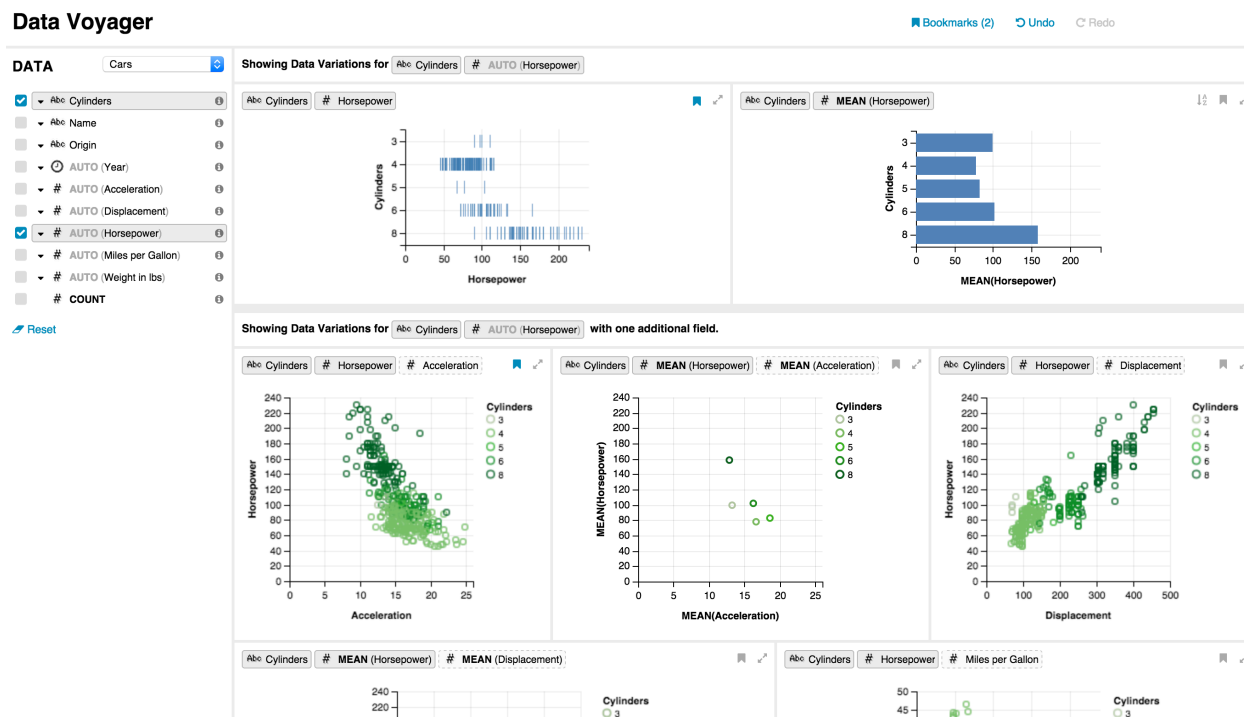 Data Voyager
Bookmarks (2) Undo Redo
DATA
Cars
Abc Cylinders
Abc Name
Abc Origin
AUTO (Year)
# AUTO (Acceleration)
# AUTO (Displacement)
# AUTO (Horsepower)
# AUTO (Miles per Gallon)
# AUTO (Weight in lbs)
# COUNT
Reset
Showing Data Variations for Abc Cylinders # AUTO (Horsepower)
Abc Cylinders # Horsepower
Cylinders
3
4
5
6
8
0 50 100 150 200
Horsepower
Abc Cylinders # MEAN (Horsepower)
Cylinders
3
4
5
6
8
0 50 100 150 200
MEAN(Horsepower)
Showing Data Variations for Abc Cylinders # AUTO (Horsepower) with one additional field.
Abc Cylinders # Horsepower # Acceleration
Horsepower
240
220
200
180
160
140
120
100
80
60
40
20
0
0 5 10 15 20 25
Acceleration
Cylinders
3
4
5
6
8
Abc Cylinders # MEAN (Horsepower) # MEAN (Acceleration)
MEAN(Horsepower)
240
220
200
180
160
140
120
100
80
60
40
20
0
0 5 10 15 20 25
MEAN(Acceleration)
Cylinders
3
4
5
6
8
Abc Cylinders # Horsepower # Displacement
Horsepower
240
220
200
180
160
140
120
100
80
60
40
20
0
0 100 200 300 400 500
Displacement
Cylinders
3
4
5
6
8
Abc Cylinders # MEAN (Horsepower) # MEAN (Displacement)
240
220
Cylinders
3
Abc Cylinders # Horsepower # Miles per Gallon
50
45
Cylinders
3